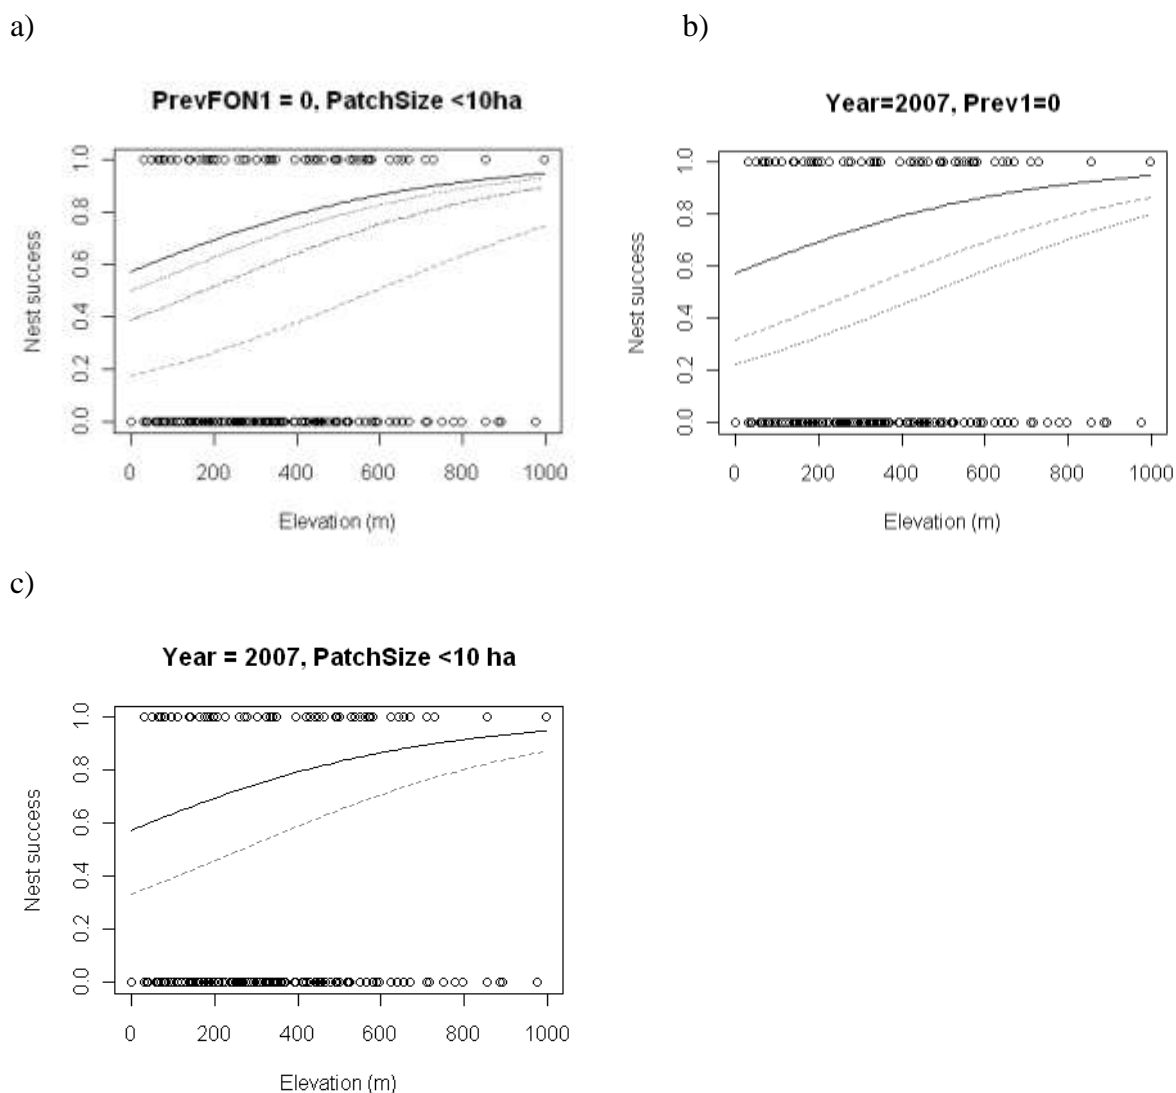 a)
PrevFON1 = 0, PatchSize <10ha
Nest success
0.0 0.2 0.4 0.6 0.8 1.0
0 200 400 600 800 1000
Elevation (m)
b)
Year=2007, Prev1=0
Nest success
0.0 0.2 0.4 0.6 0.8 1.0
0 200 400 600 800 1000
Elevation (m)
c)
Year = 2007, PatchSize <10 ha
Nest success
0.0 0.2 0.4 0.6 0.8 1.0
0 200 400 600 800 1000
Elevation (m)